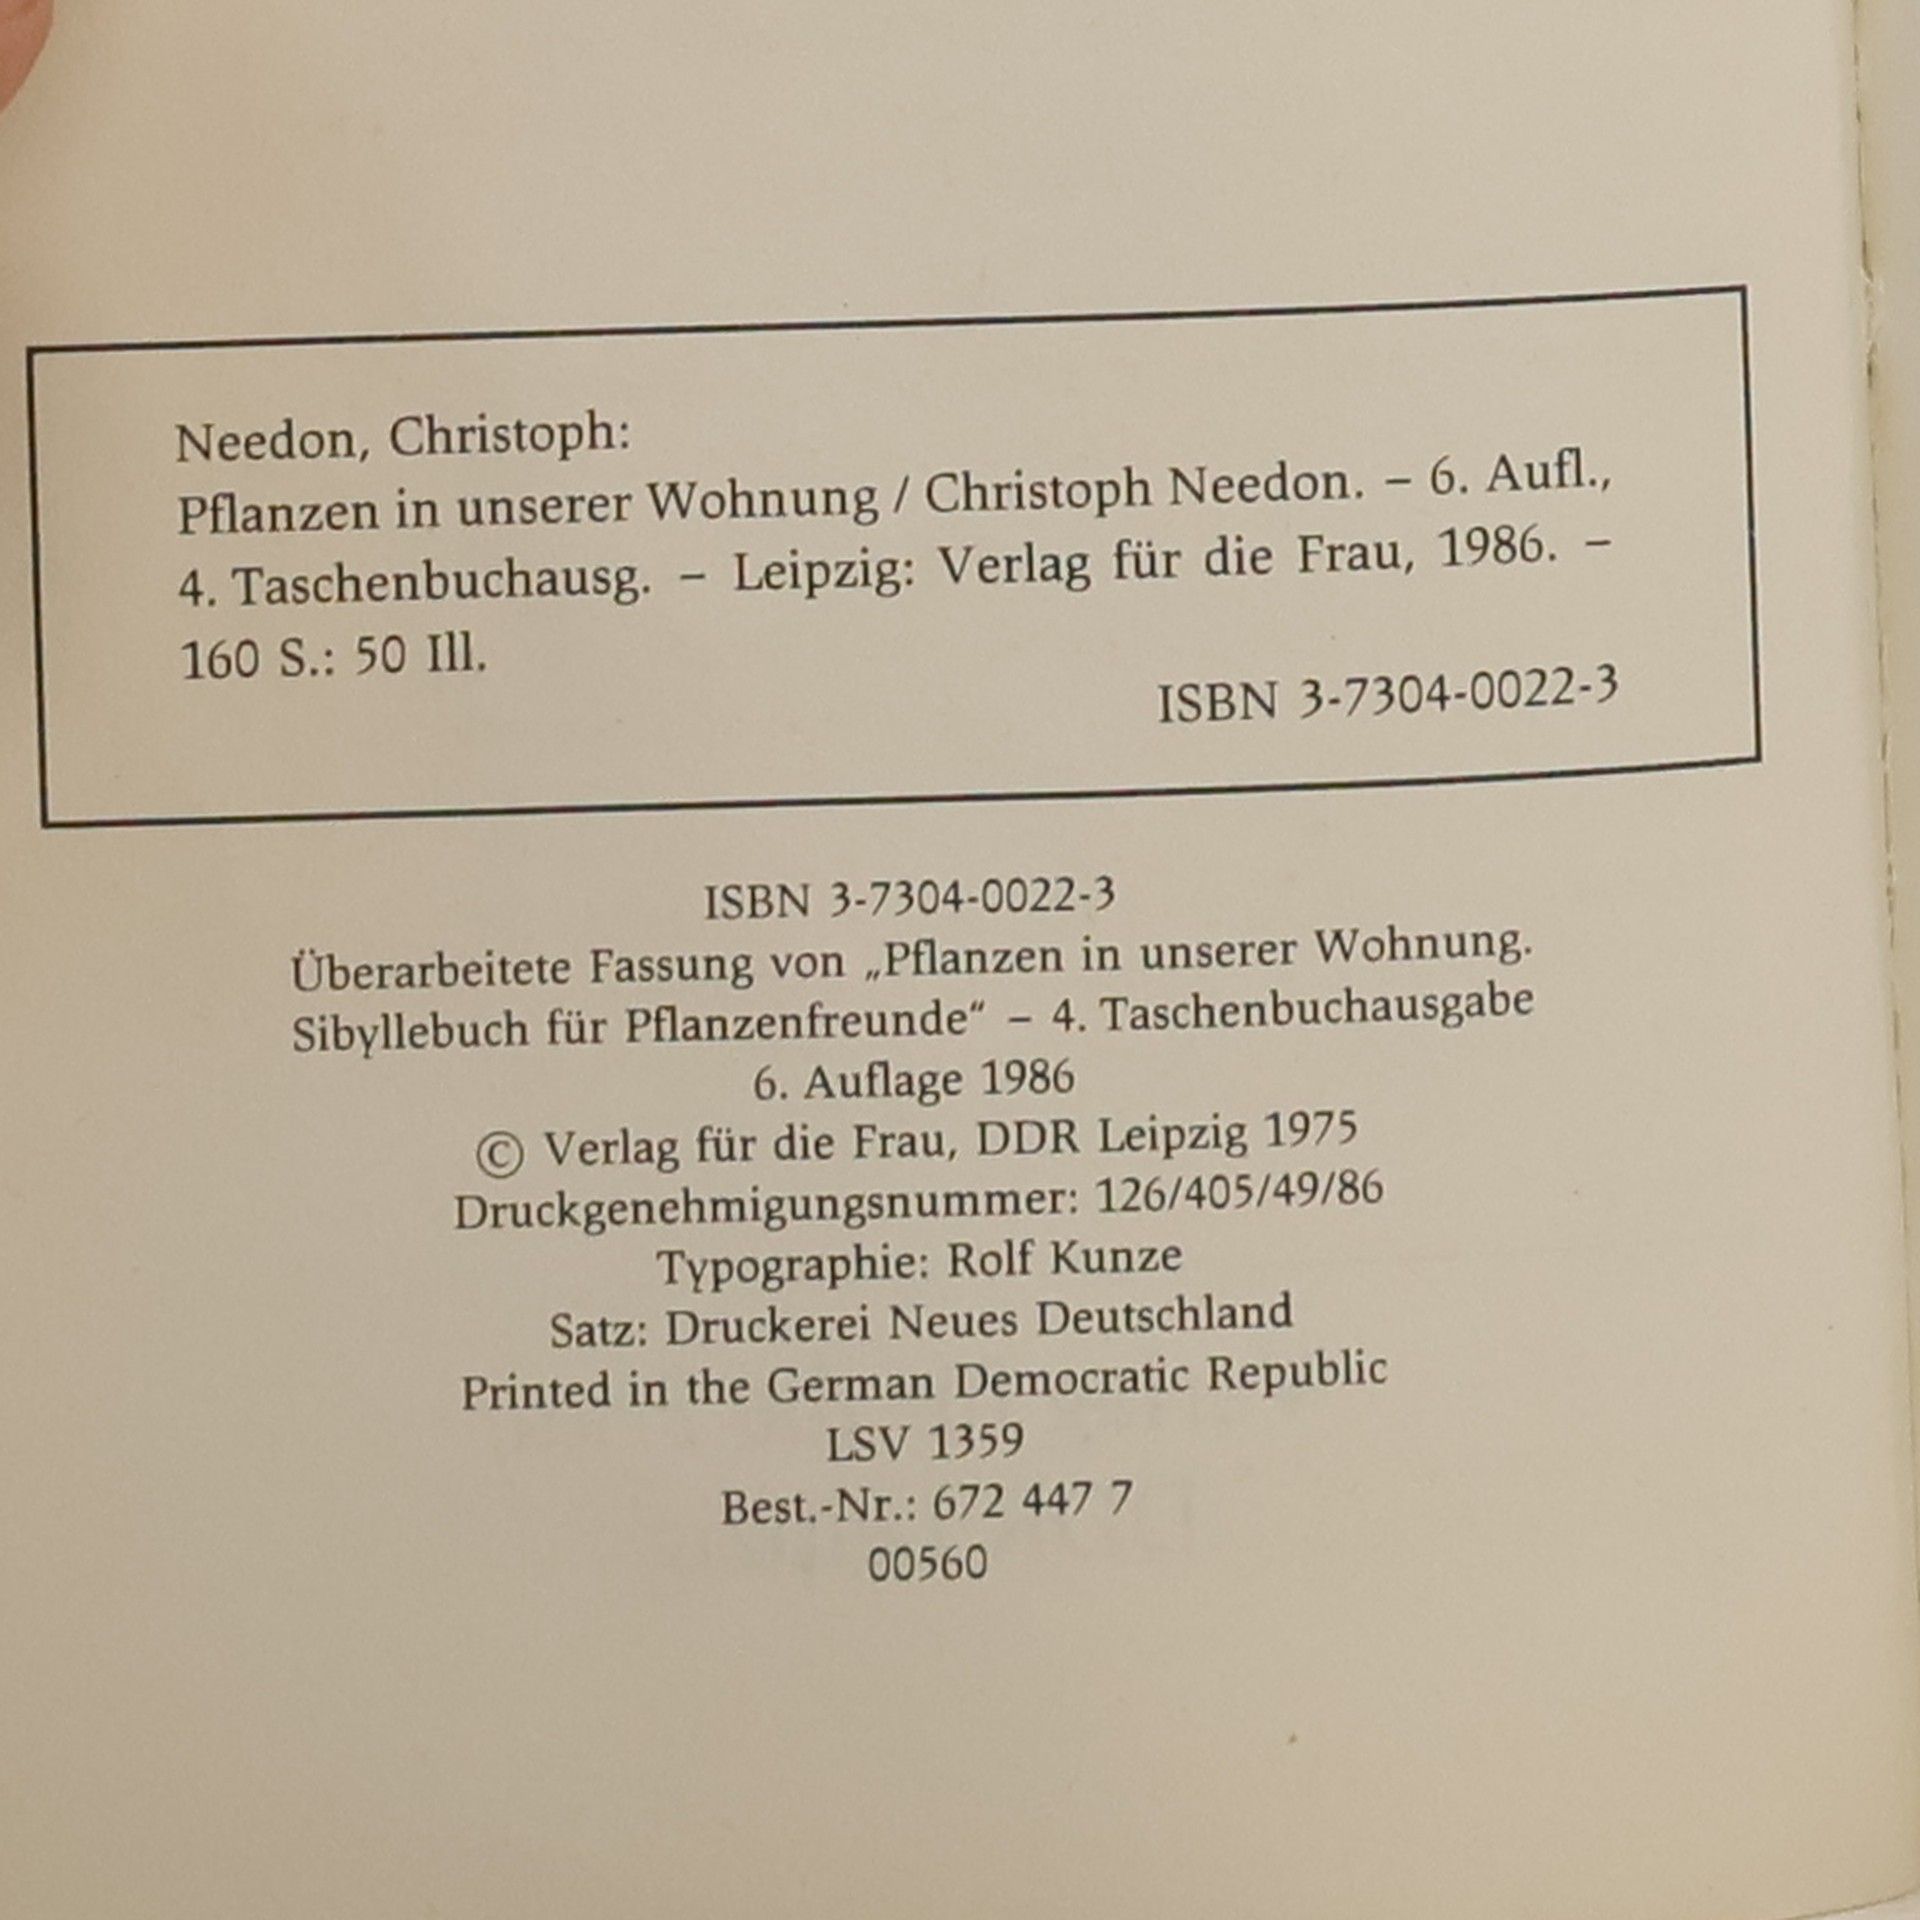 Needon, Christoph:
Pflanzen in unserer Wohnung / Christoph Needon. – 6. Aufl.,
4. Taschenbuchausg. – Leipzig: Verlag für die Frau, 1986. –
160 S.: 50 Ill.
ISBN 3-7304-0022-3
ISBN 3-7304-0022-3
Überarbeitete Fassung von „Pflanzen in unserer Wohnung.
Sibyllebuch für Pflanzenfreunde“ – 4. Taschenbuchausgabe
6. Auflage 1986
© Verlag für die Frau, DDR Leipzig 1975
Druckgenehmigungsnummer: 126/405/49/86
Typographie: Rolf Kunze
Satz: Druckerei Neues Deutschland
Printed in the German Democratic Republic
LSV 1359
Best.-Nr.: 672 447 7
00560